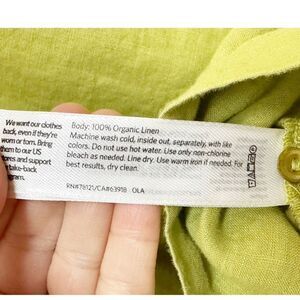 We want our clothes
back, even if they're
worn or torn. Bring
them to our US
stores and support
take-back
Body: 100% Organic Linen
Machine wash cold, inside out, separately, with like
colors. Do not use hot water. Use only non-chlorine
bleach as needed. Line dry. Use warm iron if needed. For
best results, dry clean.
RN#78121/CA#63918 OLA